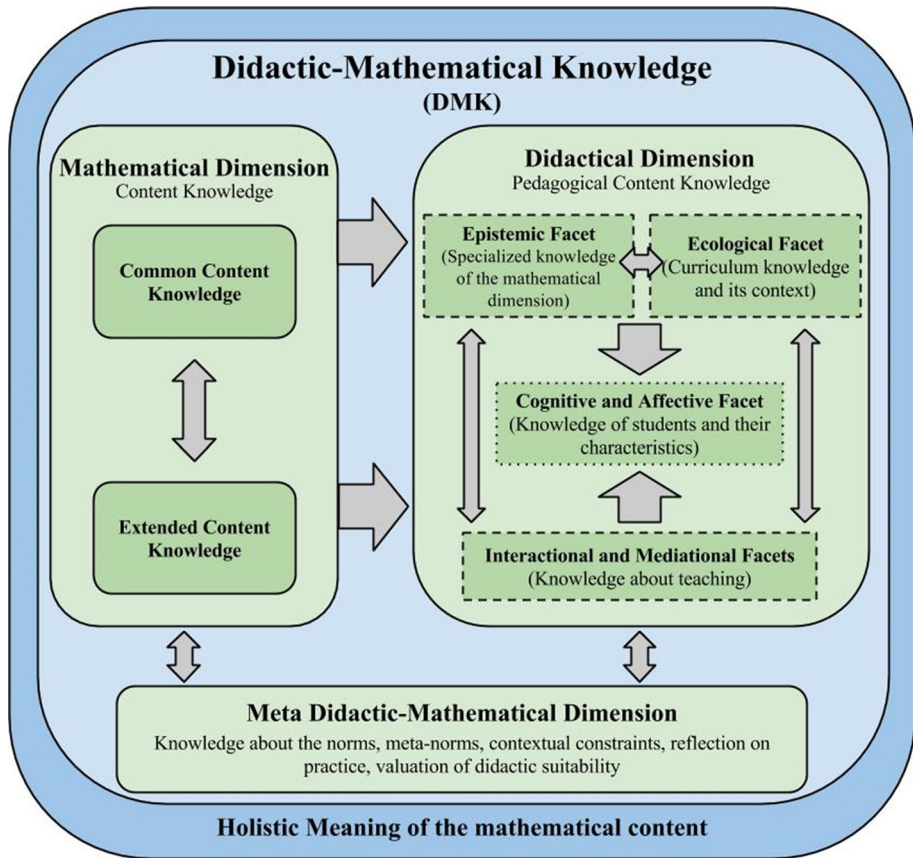 Didactic-Mathematical Knowledge
(DMK)
Mathematical Dimension
Content Knowledge
Common Content
Knowledge
Extended Content
Knowledge
Didactical Dimension
Pedagogical Content Knowledge
Epistemic Facet
(Specialized knowledge
of the mathematical
dimension)
Ecological Facet
(Curriculum knowledge
and its context)
Cognitive and Affective Facet
(Knowledge of students and their
characteristics)
Interactional and Mediational Facets
(Knowledge about teaching)
Meta Didactic-Mathematical Dimension
Knowledge about the norms, meta-norms, contextual constraints, reflection on
practice, valuation of didactic suitability
Holistic Meaning of the mathematical content